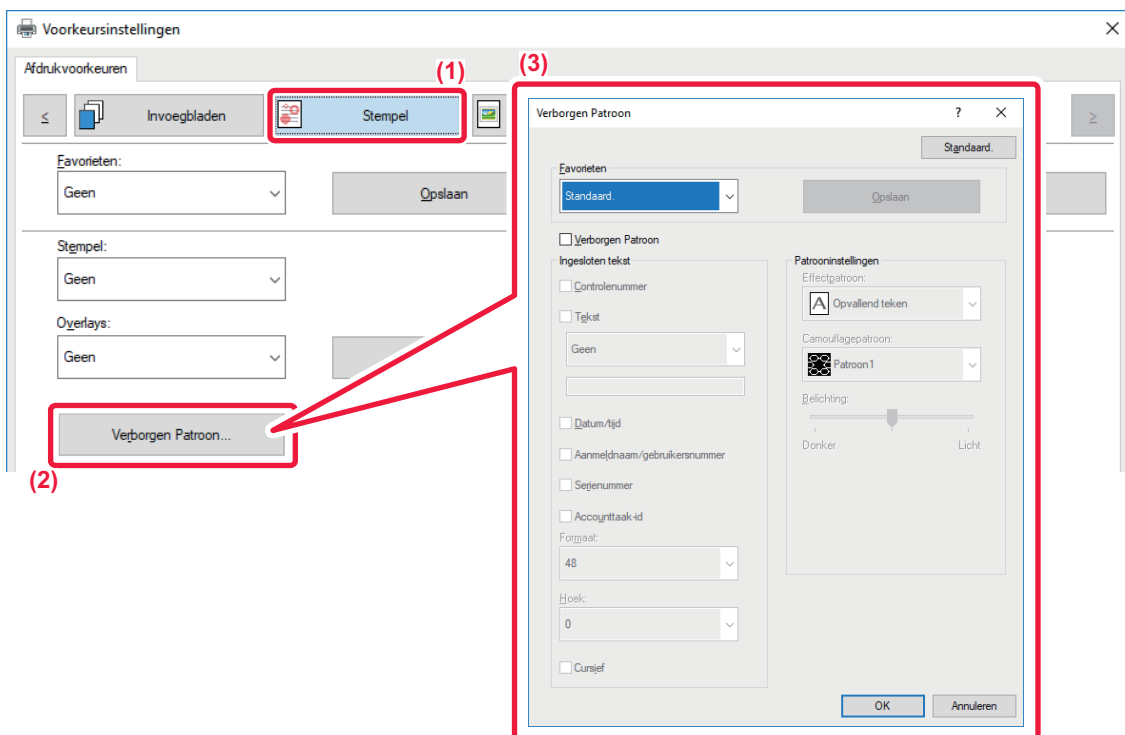 Voorkeursinstellingen
Afdrukvoorkeuren
(1)
(3)
<
Invoegbladen
Stempel
>
Favorieten:
Geen
Opslaan
Stempel:
Geen
Overlays:
Geen
Verborgen Patroon...
(2)
Verborgen Patroon
?
Standaard.
Favorieten
Standaard.
Opslaan
Verborgen Patroon
Ingesloten tekst
Controlenummer
Tekst
Geen
Datum/tijd
Aanmeldnaam/gebruikersnummer
Serienummer
Accounttaak-id
Formaat:
48
Hoek:
0
Cursief
Patrooninstellingen
Effectpatroon:
A Opvallend teken
Camouflagepatroon:
Patroon1
Belichting:
Donker Licht
OK Annuleren